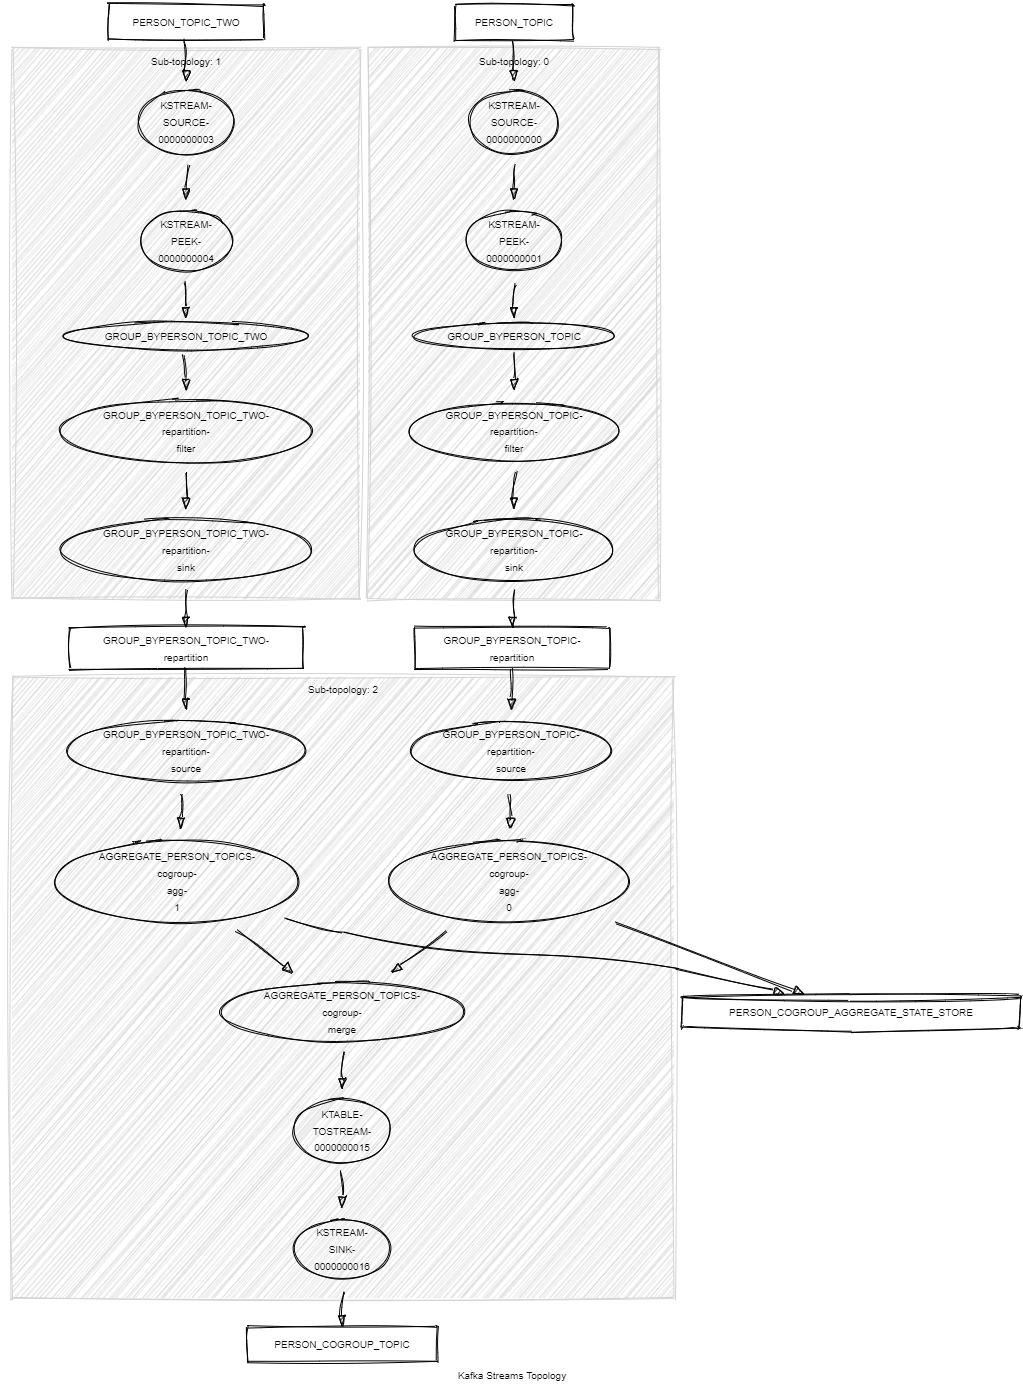 PERSON_TOPIC_TWO
PERSON_TOPIC
Sub-topology: 1
Sub-topology: 0
KSTREAM-
SOURCE-
0000000003
KSTREAM-
SOURCE-
0000000000
KSTREAM-
PEEK-
0000000004
KSTREAM-
PEEK-
0000000001
GROUP_BYPERSON_TOPIC_TWO
GROUP_BYPERSON_TOPIC
GROUP_BYPERSON_TOPIC_TWO-
repartition-
filter
GROUP_BYPERSON_TOPIC-
repartition-
filter
GROUP_BYPERSON_TOPIC_TWO-
repartition-
sink
GROUP_BYPERSON_TOPIC-
repartition-
sink
GROUP_BYPERSON_TOPIC_TWO-
repartition
GROUP_BYPERSON_TOPIC-
repartition
Sub-topology: 2
GROUP_BYPERSON_TOPIC_TWO-
repartition-
source
GROUP_BYPERSON_TOPIC-
repartition-
source
AGGREGATE_PERSON_TOPICS-
cogroup-
agg-
1
AGGREGATE_PERSON_TOPICS-
cogroup-
agg-
0
AGGREGATE_PERSON_TOPICS-
cogroup-
merge
PERSON_COGROUP_AGGREGATE_STATE_STORE
KTABLE-
TOSTREAM-
0000000015
KSTREAM-
SINK-
0000000016
PERSON_COGROUP_TOPIC
Kafka Streams Topology